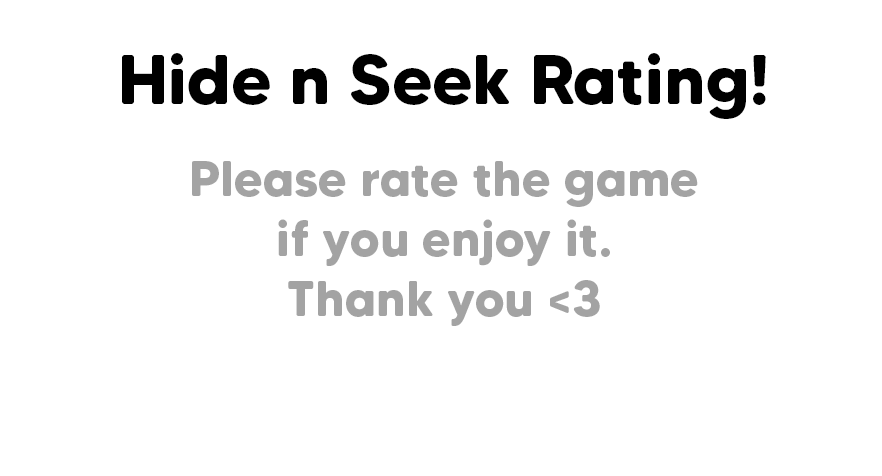 Hide n Seek Rating!
Please rate the game
if you enjoy it.
Thank you <3